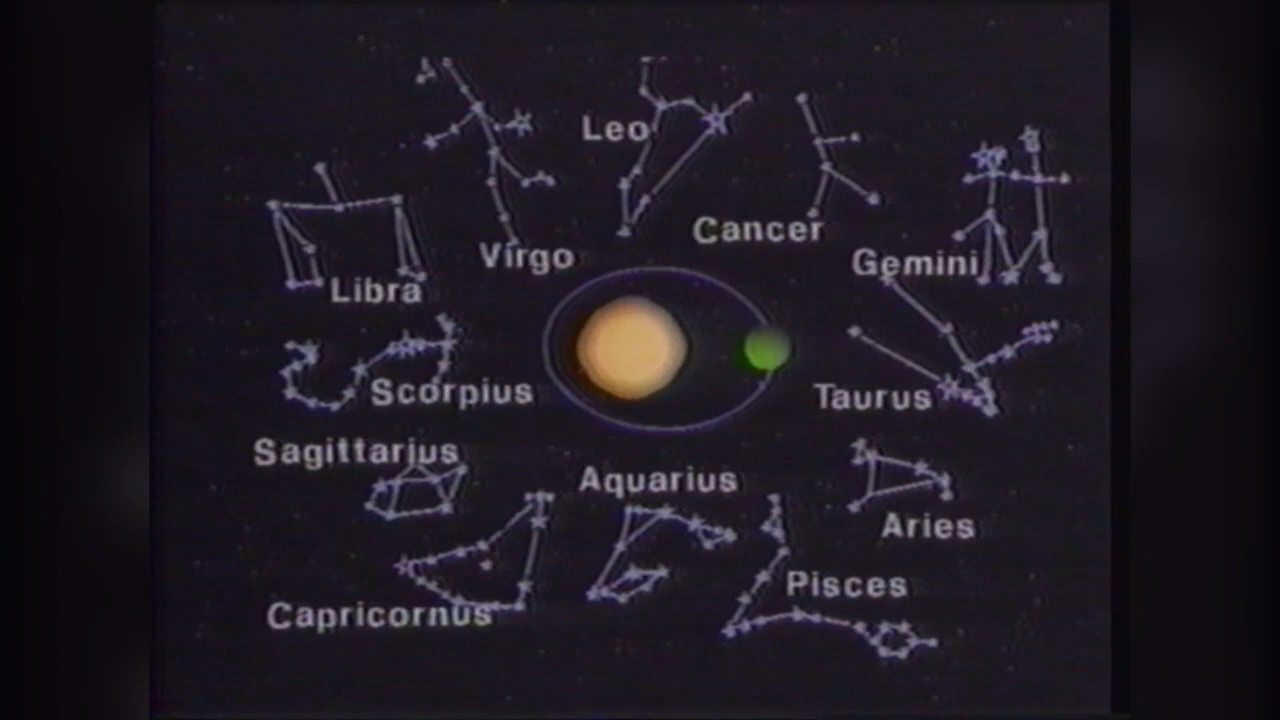 Leo
Cancer
Virgo
Gemini
Libra
Scorpius
Taurus
Sagittarius
Aquarius
Aries
Pisces
Capricornus